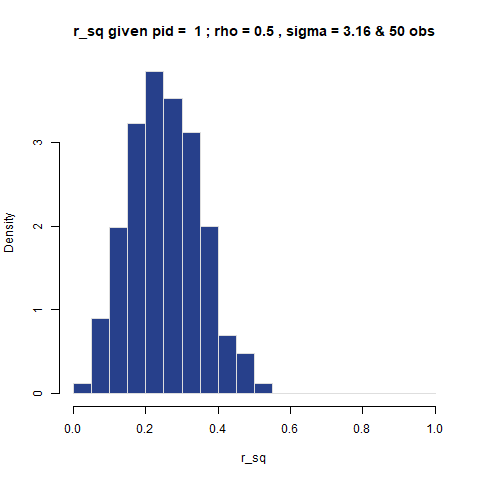 r_sq given pid =  1 ; rho = 0.5 , sigma = 3.16 & 50 obs
Density
3
2
1
0
0.0 0.2 0.4 0.6 0.8 1.0
r_sq